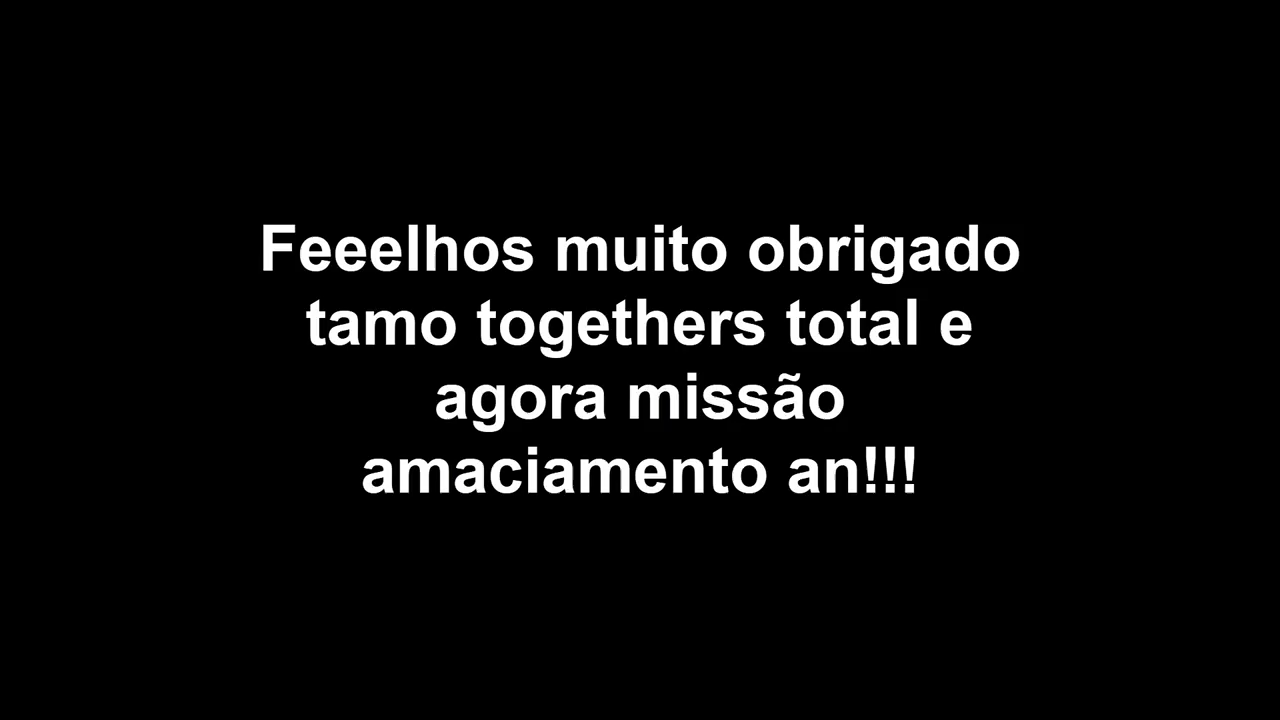 Feeelhos muito obrigado
tamo togethers total e
agora missão
amaciamento an!!!